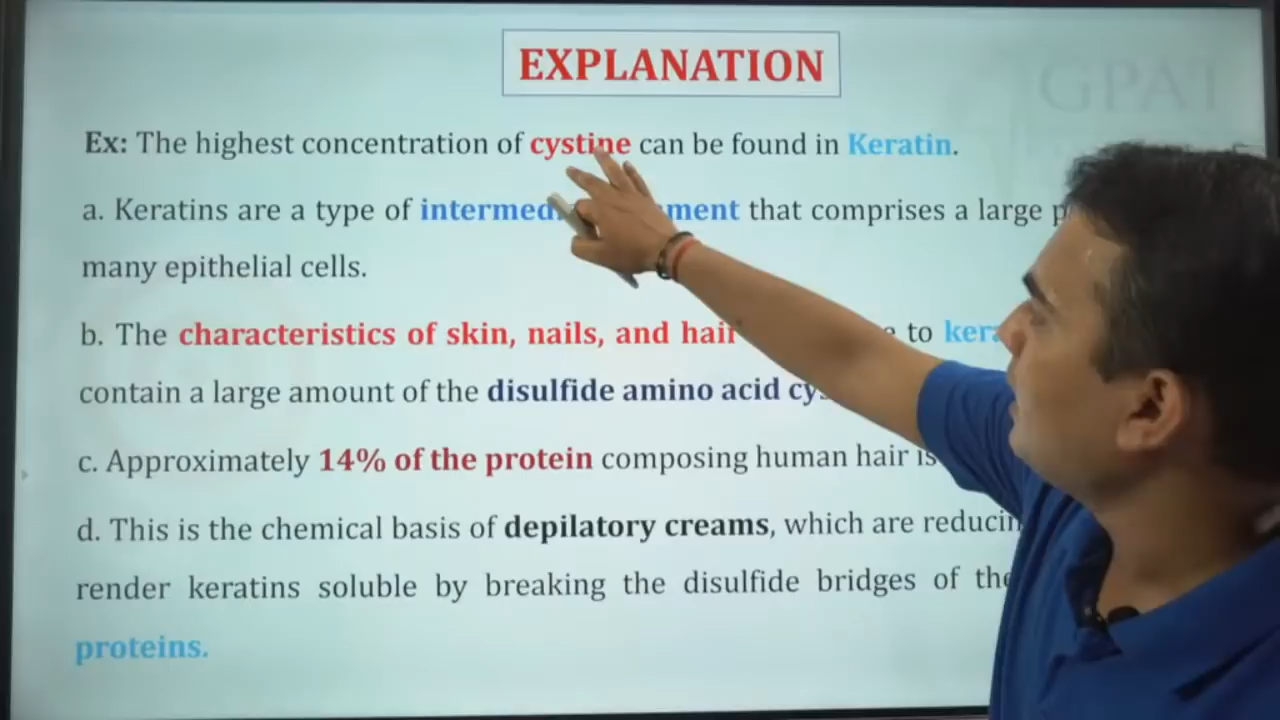 EXPLANATION
GPAT
Ex: The highest concentration of cystine can be found in Keratin.
a. Keratins are a type of that comprises a large
many epithelial cells.
b. The characteristics of skin, nails, and hair to
contain a large amount of the disulfide amino acid
c. Approximately 14% of the protein composing human hair is
d. This is the chemical basis of depilatory creams, which are
render keratins soluble by breaking the disulfide bridges of the
proteins.